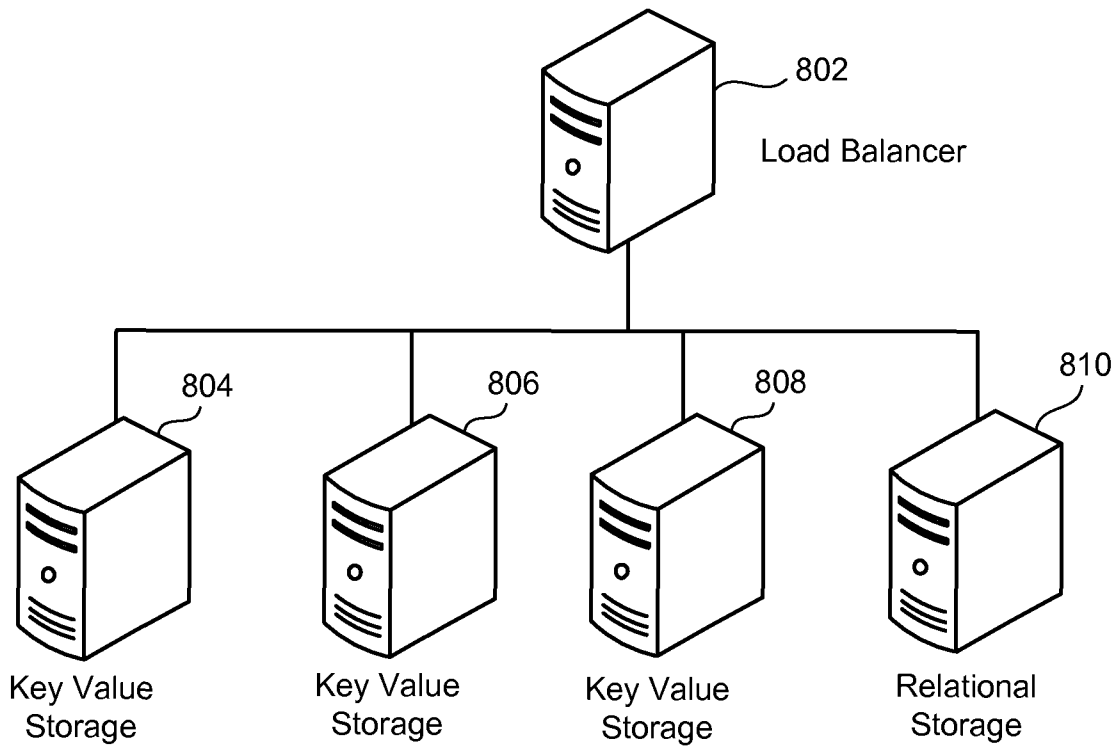 802
Load Balancer
804
806
808
810
Key Value
Storage
Key Value
Storage
Key Value
Storage
Relational
Storage